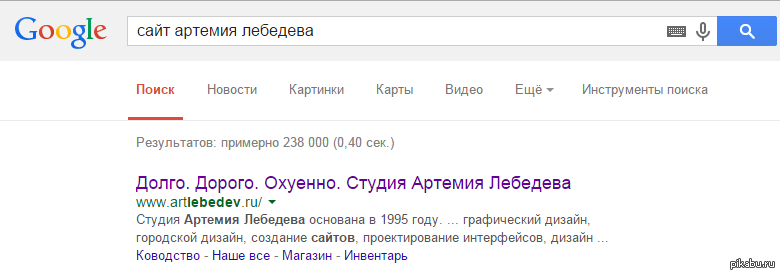 Google
сайт артемия лебедева
Поиск Новости Картинки Карты Видео Ещё Инструменты поиска
Результатов: примерно 238 000 (0,40 сек.)
Долго. Дорого. Охуенно. Студия Артемия Лебедева
www.artlebedev.ru/
Студия Артемия Лебедева основана в 1995 году. ... графический дизайн,
городской дизайн, создание сайтов, проектирование интерфейсов, дизайн ...
Ководство - Наше все - Магазин - Инвентарь
pikabu.ru